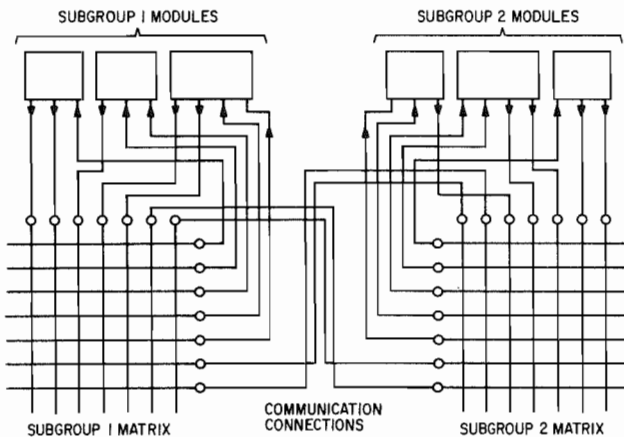 SUBGROUP 1 MODULES
SUBGROUP 2 MODULES
SUBGROUP 1 MATRIX
COMMUNICATION
CONNECTIONS
SUBGROUP 2 MATRIX